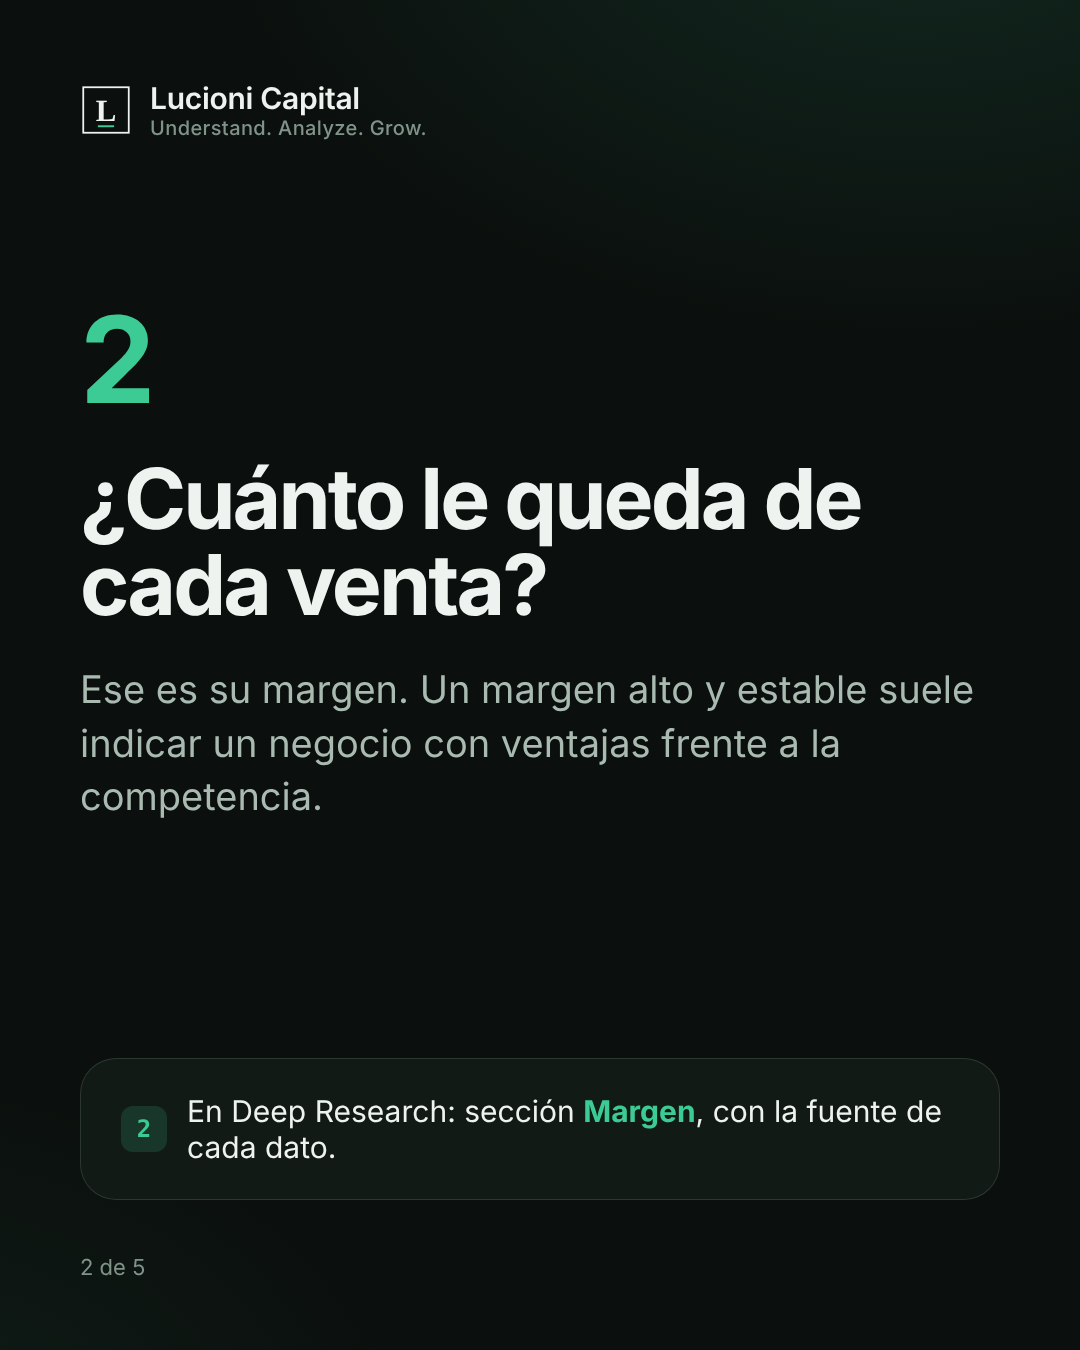 L
Lucioni Capital
Understand. Analyze. Grow.
2
¿Cuánto le queda de
cada venta?
Ese es su margen. Un margen alto y estable suele
indicar un negocio con ventajas frente a la
competencia.
2
En Deep Research: sección Margen, con la fuente de
cada dato.
2 de 5